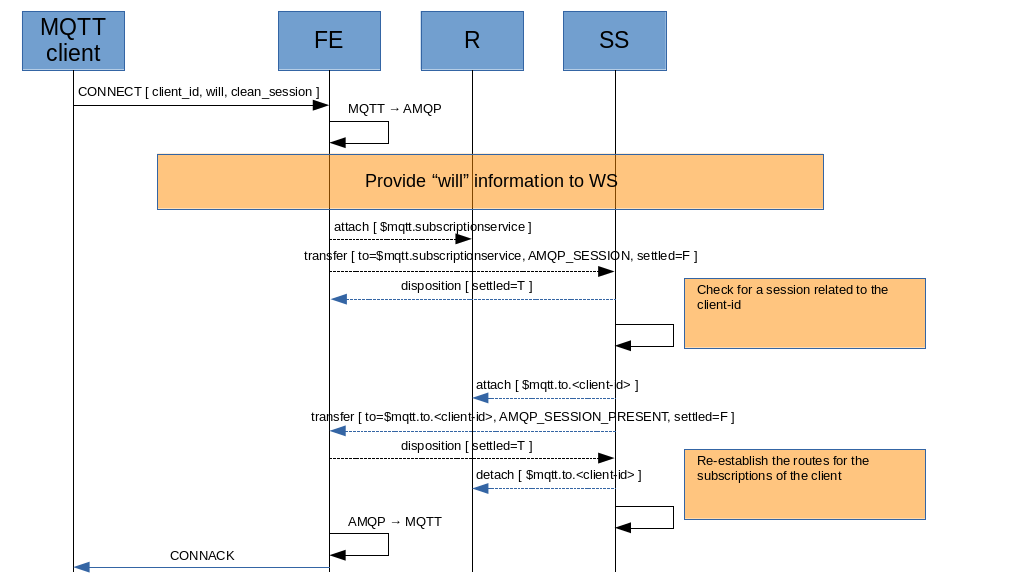 MQTT
client
FE
R
SS
CONNECT [ client_id, will, clean_session ]
MQTT → AMQP
Provide “will” information to WS
attach [ $mqtt.subscriptionservice ]
transfer [ to=$mqtt.subscriptionservice, AMQP_SESSION, settled=F ]
disposition [ settled=T ]
Check for a session related to the
client-id
attach [ $mqtt.to.<client-id> ]
transfer [ to=$mqtt.to.<client-id>, AMQP_SESSION_PRESENT, settled=F ]
disposition [ settled=T ]
Re-establish the routes for the
subscriptions of the client
detach [ $mqtt.to.<client-id> ]
AMQP → MQTT
CONNACK